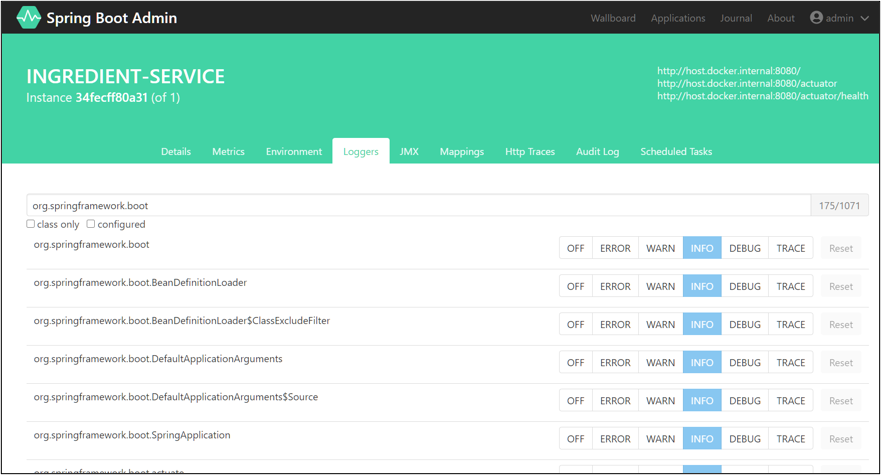 Spring Boot Admin
Wallboard Applications Journal About admin
INGREDIENT-SERVICE
Instance 34fecff80a31 (of 1)
http://host.docker.internal:8080/
http://host.docker.internal:8080/actuator
http://host.docker.internal:8080/actuator/health
Details Metrics Environment Loggers JMX Mappings Http Traces Audit Log Scheduled Tasks
org.springframework.boot 175/1071
class only configured
org.springframework.boot OFF ERROR WARN INFO DEBUG TRACE Reset
org.springframework.boot.BeanDefinitionLoader OFF ERROR WARN INFO DEBUG TRACE Reset
org.springframework.boot.BeanDefinitionLoader$ClassExcludeFilter OFF ERROR WARN INFO DEBUG TRACE Reset
org.springframework.boot.DefaultApplicationArguments OFF ERROR WARN INFO DEBUG TRACE Reset
org.springframework.boot.DefaultApplicationArguments$Source OFF ERROR WARN INFO DEBUG TRACE Reset
org.springframework.boot.SpringApplication OFF ERROR WARN INFO DEBUG TRACE Reset
org.springframework.boot.actuate